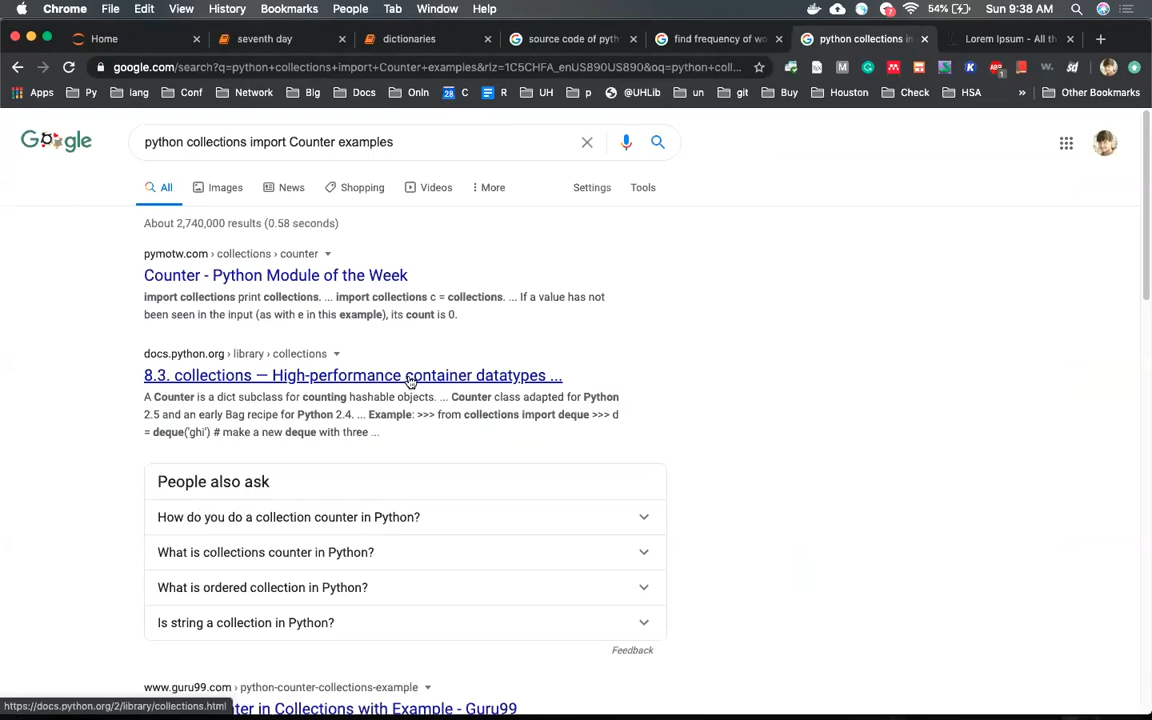 Chrome File Edit View History Bookmarks People Tab Window Help 7 54% Sun 9:38 AM
Home seventh day dictionaries source code of pyth find frequency of wo python collections in Lorem Ipsum - All th
google.com/search?q=python+collections+import+Counter+examples&rlz=1C5CHFA_enUS890US890&oq=python+coll...
Apps Py lang Conf Network Big Docs OnIn 28 C R UH p @UHLib un git Buy Houston Check HSA » Other Bookmarks
Google python collections import Counter examples
All Images News Shopping Videos More Settings Tools
About 2,740,000 results (0.58 seconds)
pymotw.com › collections › counter
Counter - Python Module of the Week
import collections print collections. ... import collections c = collections. ... If a value has not
been seen in the input (as with e in this example), its count is 0.
docs.python.org › library › collections
8.3. collections — High-performance container datatypes ...
A Counter is a dict subclass for counting hashable objects. ... Counter class adapted for Python
2.5 and an early Bag recipe for Python 2.4. ... Example: >>> from collections import deque >>> d
= deque('ghi') # make a new deque with three ...
People also ask
How do you do a collection counter in Python?
What is collections counter in Python?
What is ordered collection in Python?
Is string a collection in Python?
Feedback
www.guru99.com › python-counter-collections-example
https://docs.python.org/2/library/collections.html
ter in Collections with Example - Guru99